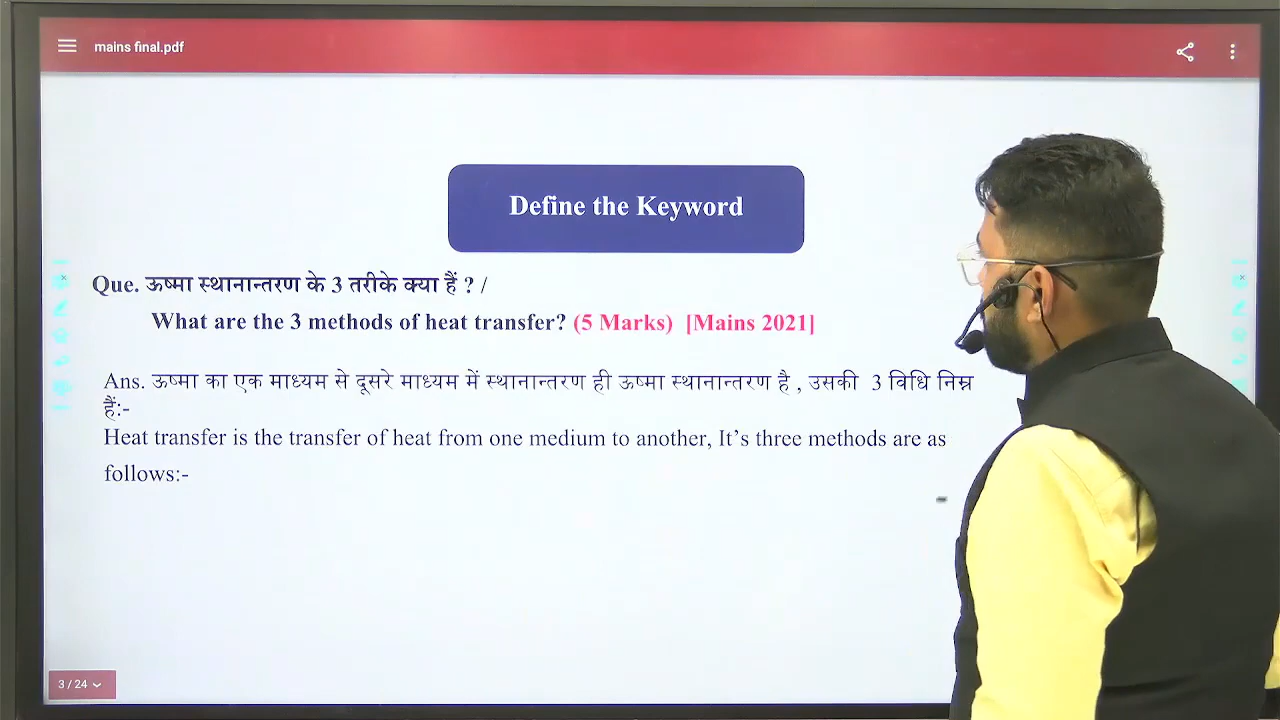 mains final.pdf
Define the Keyword
Que. ऊष्मा स्थानान्तरण के 3 तरीके क्या हैं ? /
What are the 3 methods of heat transfer? (5 Marks) [Mains 2021]
Ans. ऊष्मा का एक माध्यम से दूसरे माध्यम में स्थानान्तरण ही ऊष्मा स्थानान्तरण है , उसकी 3 विधि निम्न
हैं:-
Heat transfer is the transfer of heat from one medium to another, It's three methods are as
follows:-
3 / 24